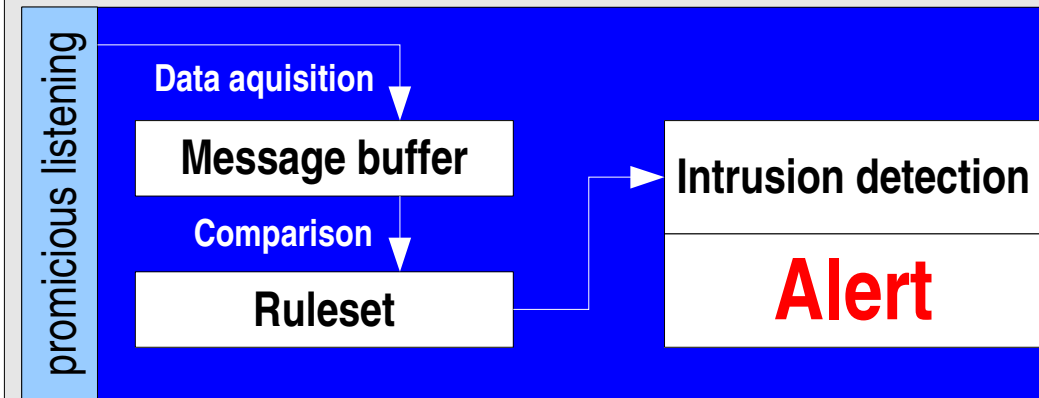 promicious listening
Data aquisition
Message buffer
Comparison
Ruleset
Intrusion detection
Alert